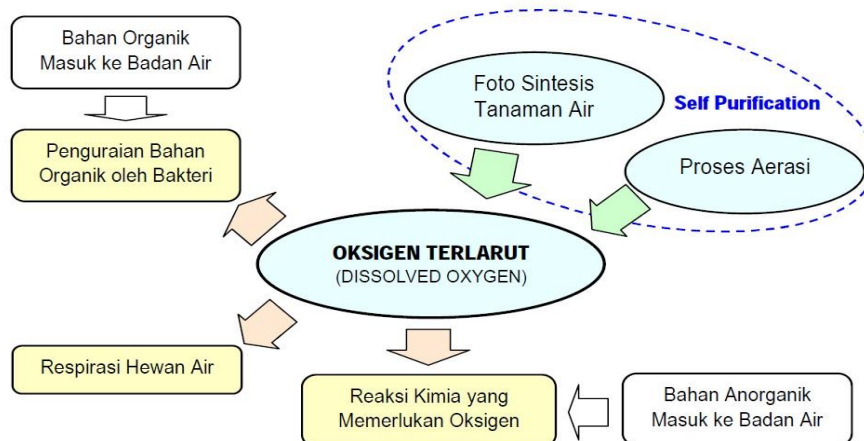 Bahan Organik
Masuk ke Badan Air
Foto Sintesis
Tanaman Air
Self Purification
Penguraian Bahan
Organik oleh Bakteri
Proses Aerasi
OKSIGEN TERLARUT
(DISSOLVED OXYGEN)
Respirasi Hewan Air
Reaksi Kimia yang
Memerlukan Oksigen
Bahan Anorganik
Masuk ke Badan Air